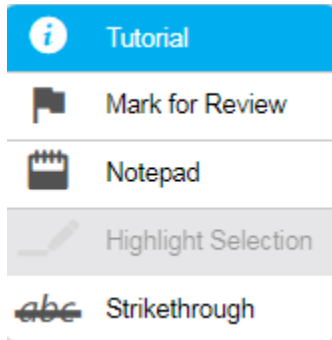 Tutorial
Mark for Review
Notepad
Highlight Selection
abc Strikethrough